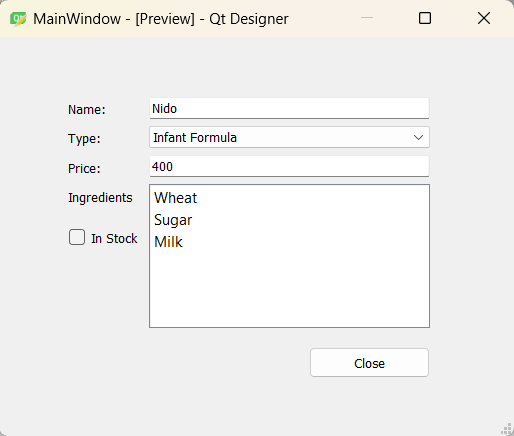 MainWindow - [Preview] - Qt Designer
Name: Nido
Type: Infant Formula
Price: 400
Ingredients
Wheat
Sugar
Milk
In Stock
Close